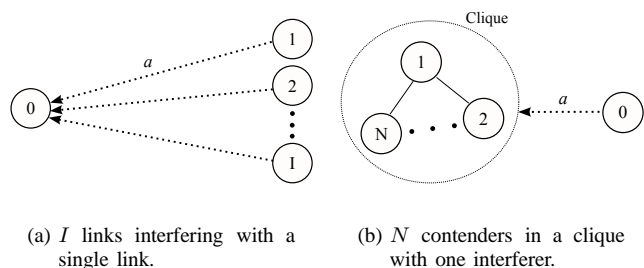 1
a
2
0
I
Clique
1
N
2
a
0
(a) I links interfering with a
single link.
(b) N contenders in a clique
with one interferer.